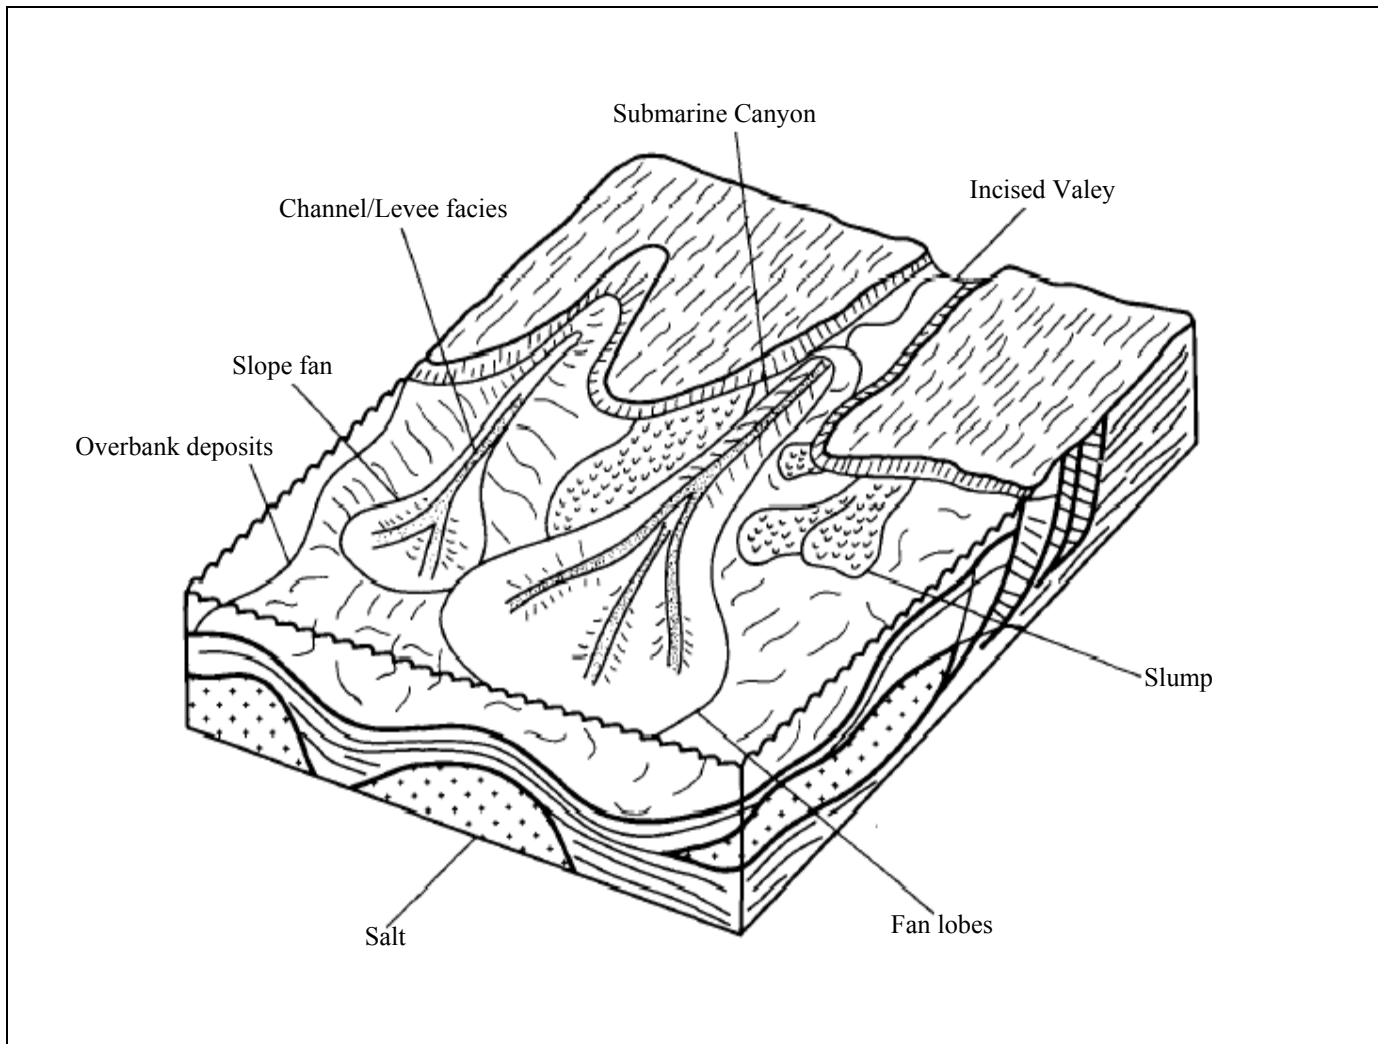 Submarine Canyon
Incised Valey
Channel/Levee facies
Slope fan
Overbank deposits
Slump
Fan lobes
Salt